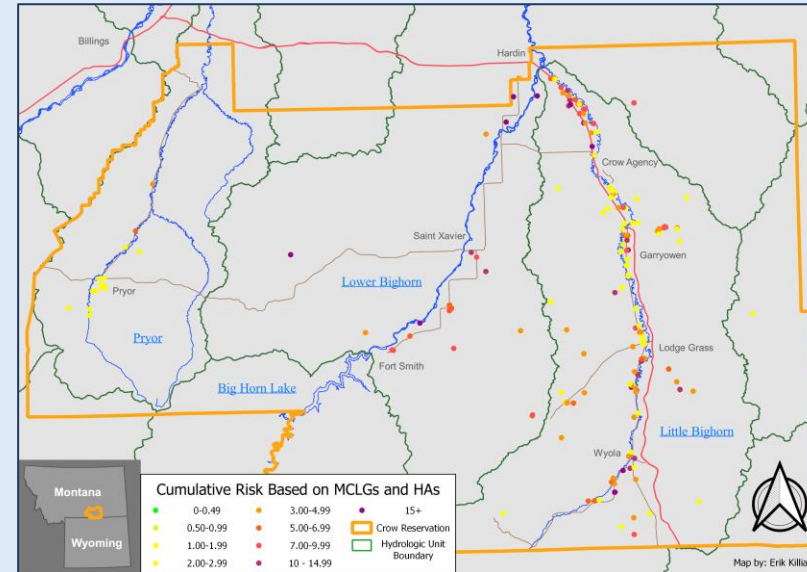 Billings
Hardin
Crow Agency
Saint Xavier
Garryowen
Lower Bighorn
Pryor
Pryor
Lodge Grass
Fort Smith
Big Horn Lake
Little Bighorn
Wyola
Montana
Wyoming
Cumulative Risk Based on MCLGs and HAs
0-0.49
0.50-0.99
1.00-1.99
2.00-2.99
3.00-4.99
5.00-6.99
7.00-9.99
10 - 14.99
15+
Crow Reservation
Hydrologic Unit
Boundary
Map by: Erik Killia